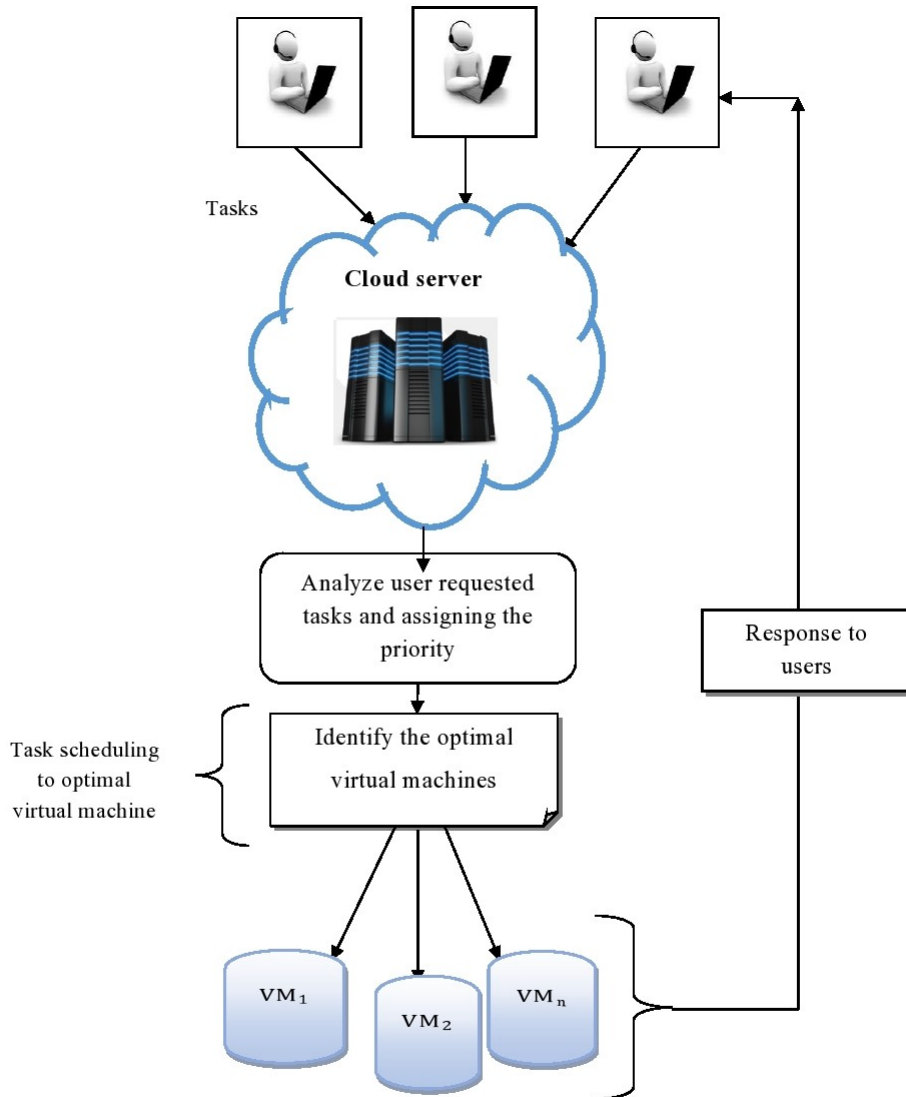 Tasks
Cloud server
Analyze user requested
tasks and assigning the
priority
Response to
users
Identify the optimal
virtual machines
Task scheduling
to optimal
virtual machine
VM₁
VM₂
VMₙ